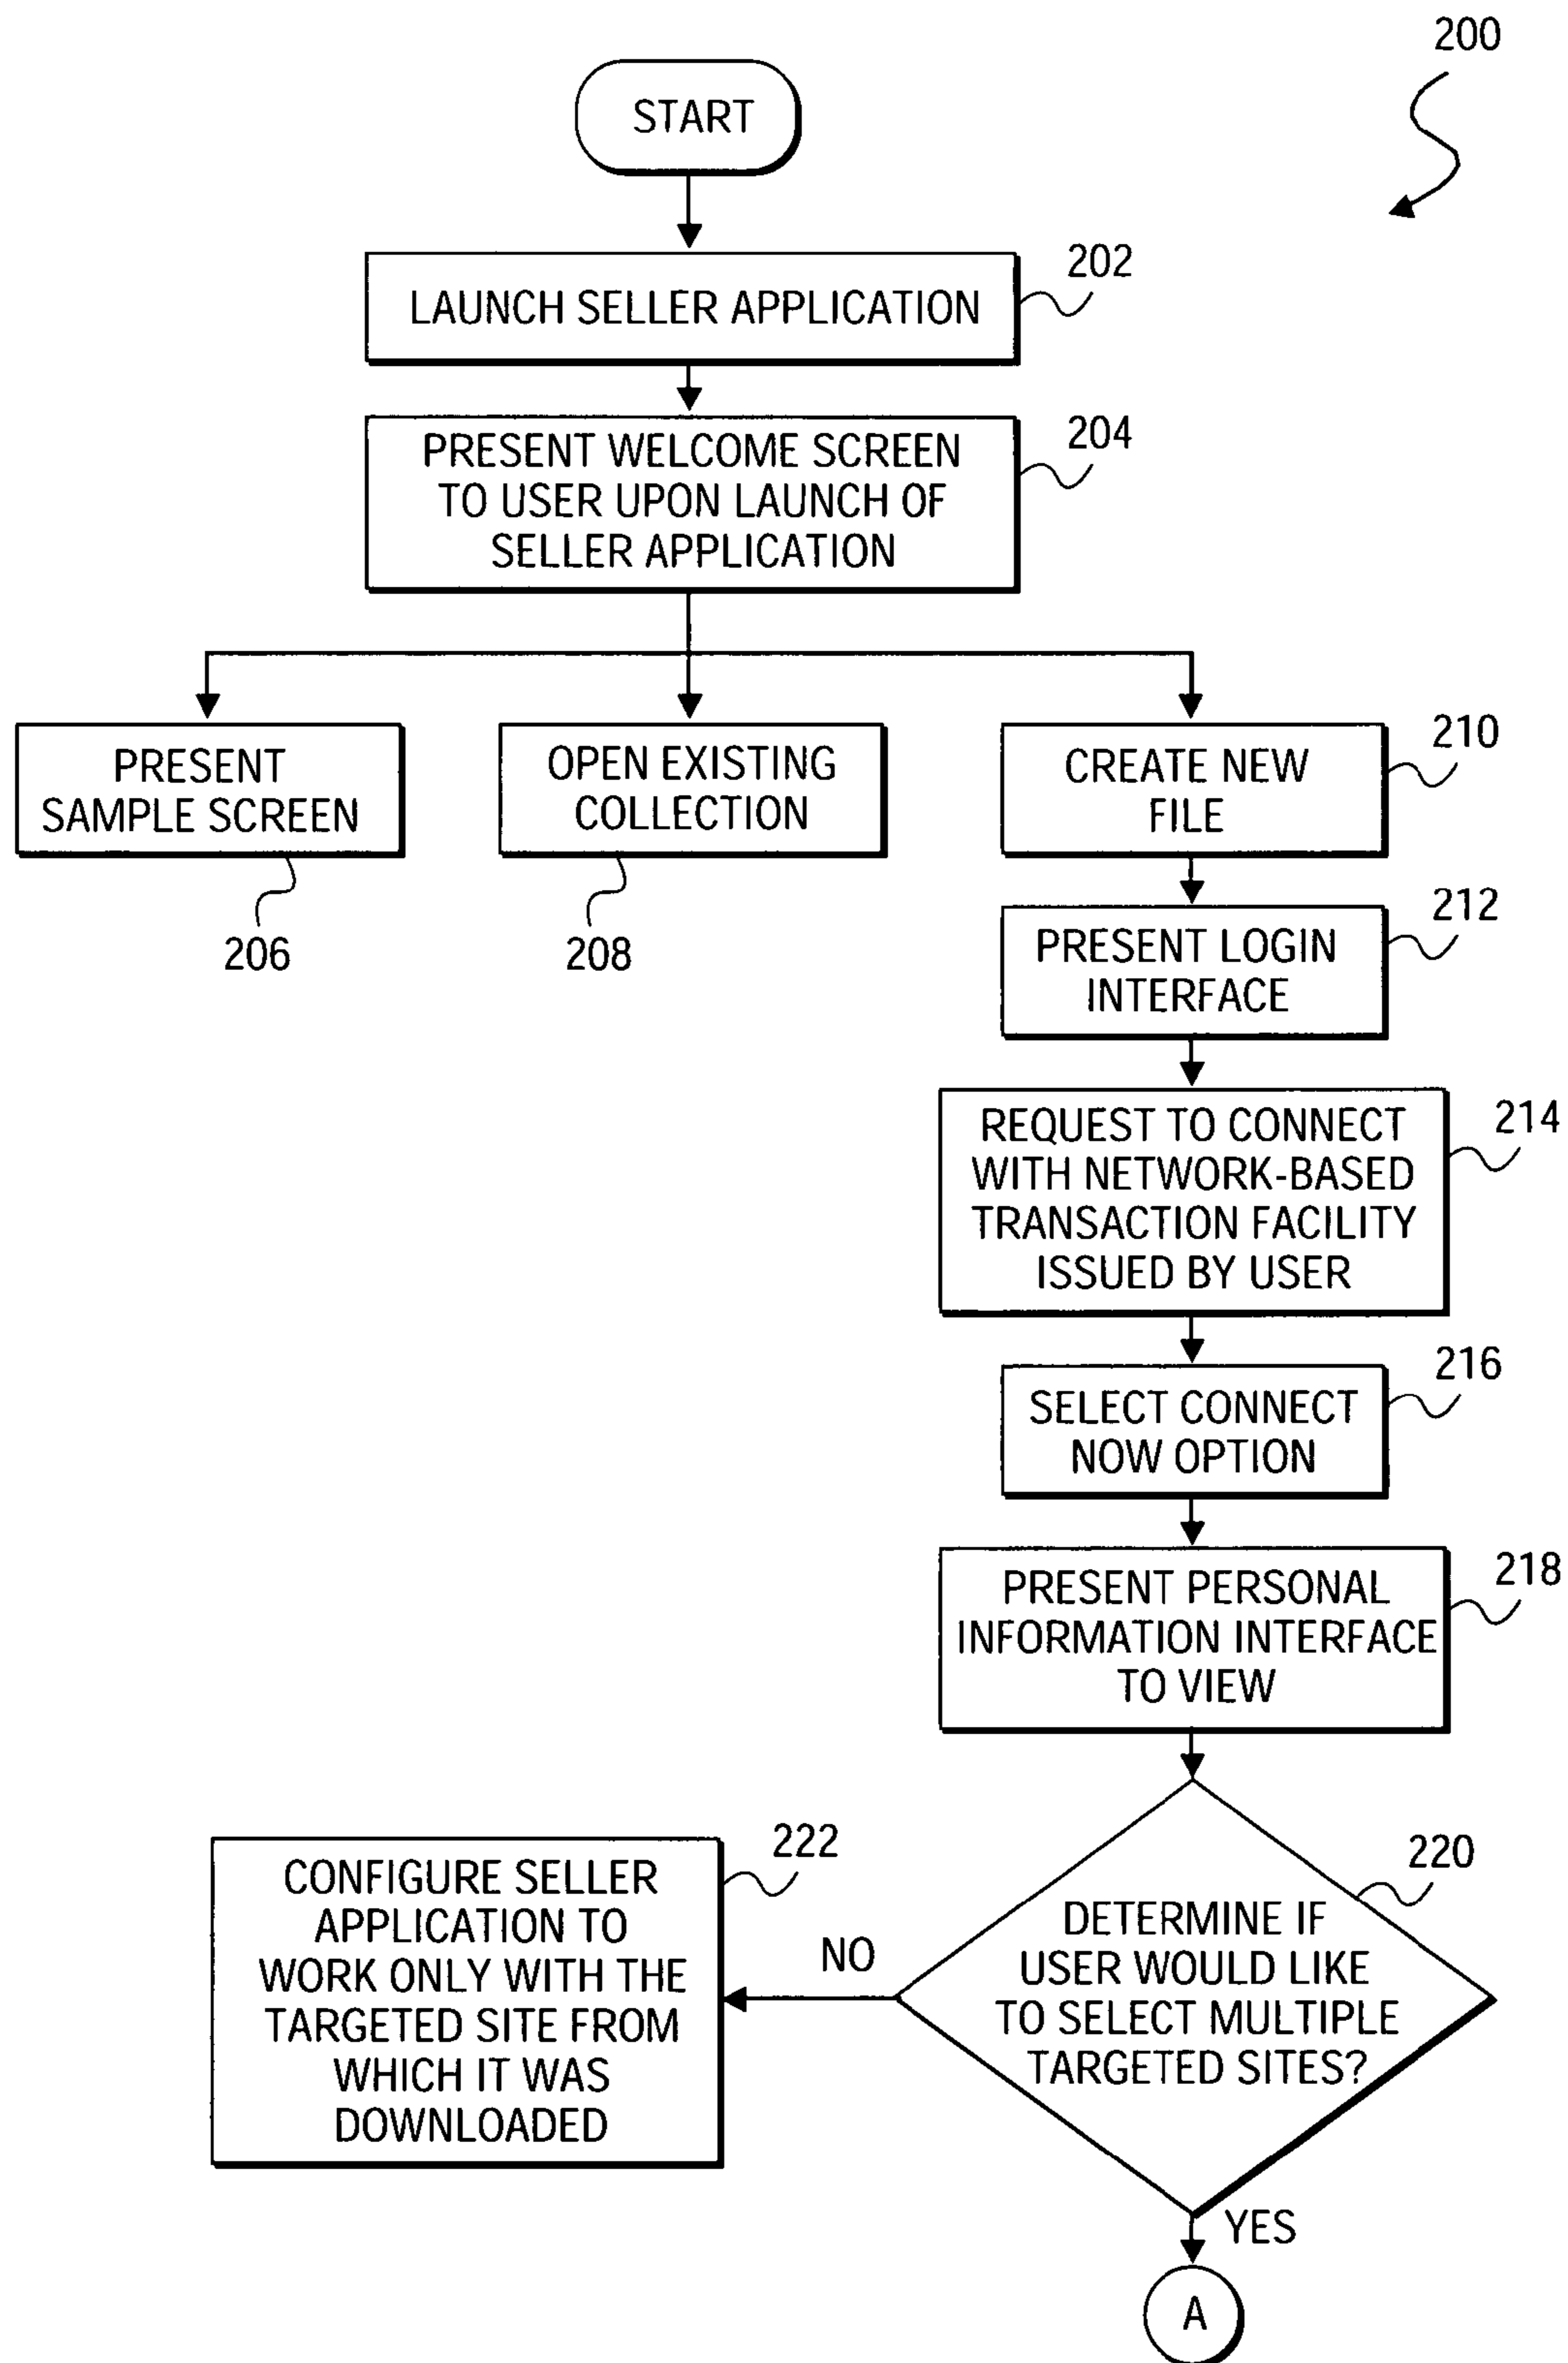 200
START
202
LAUNCH SELLER APPLICATION
204
PRESENT WELCOME SCREEN
TO USER UPON LAUNCH OF
SELLER APPLICATION
PRESENT
SAMPLE SCREEN
206
OPEN EXISTING
COLLECTION
208
210
CREATE NEW
FILE
212
PRESENT LOGIN
INTERFACE
214
REQUEST TO CONNECT
WITH NETWORK-BASED
TRANSACTION FACILITY
ISSUED BY USER
216
SELECT CONNECT
NOW OPTION
218
PRESENT PERSONAL
INFORMATION INTERFACE
TO VIEW
220
DETERMINE IF
USER WOULD LIKE
TO SELECT MULTIPLE
TARGETED SITES?
NO
222
CONFIGURE SELLER
APPLICATION TO
WORK ONLY WITH THE
TARGETED SITE FROM
WHICH IT WAS
DOWNLOADED
YES
A